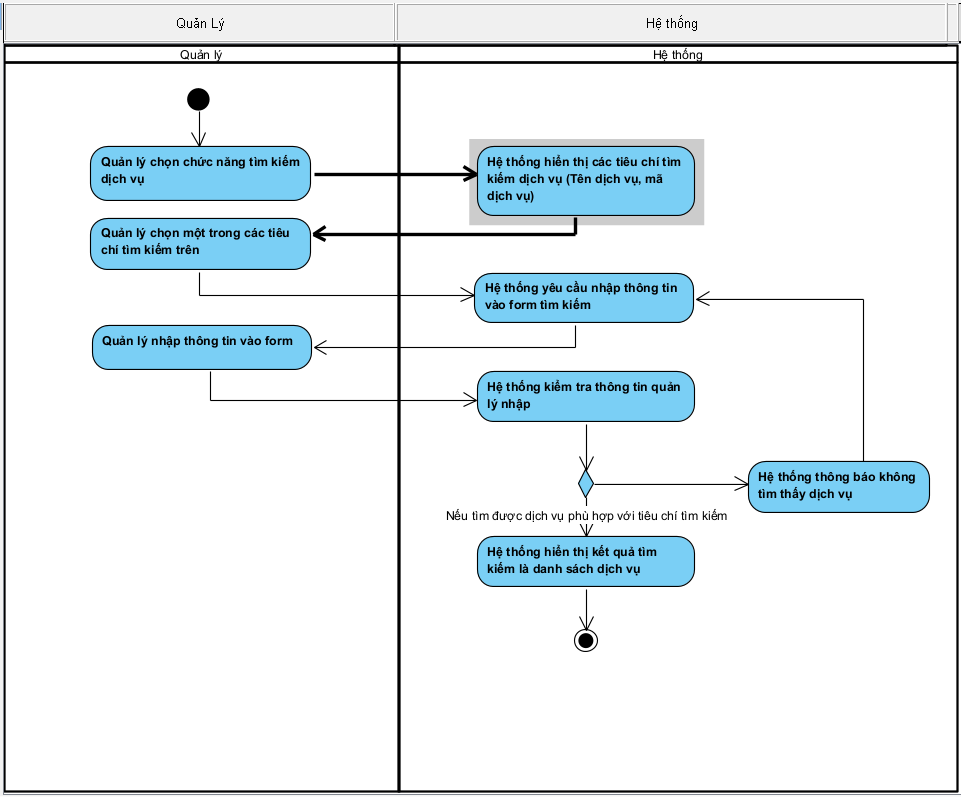 Quản Lý
Hệ thống
Quản lý
Hệ thống
Quản lý chọn chức năng tìm kiếm
dịch vụ
Hệ thống hiển thị các tiêu chí tìm
kiếm dịch vụ (Tên dịch vụ, mã
dịch vụ)
Quản lý chọn một trong các tiêu
chí tìm kiếm trên
Hệ thống yêu cầu nhập thông tin
vào form tìm kiếm
Quản lý nhập thông tin vào form
Hệ thống kiểm tra thông tin quản
lý nhập
Hệ thống thông báo không
tìm thấy dịch vụ
Nếu tìm được dịch vụ phù hợp với tiêu chí tìm kiếm
Hệ thống hiển thị kết quả tìm
kiếm là danh sách dịch vụ